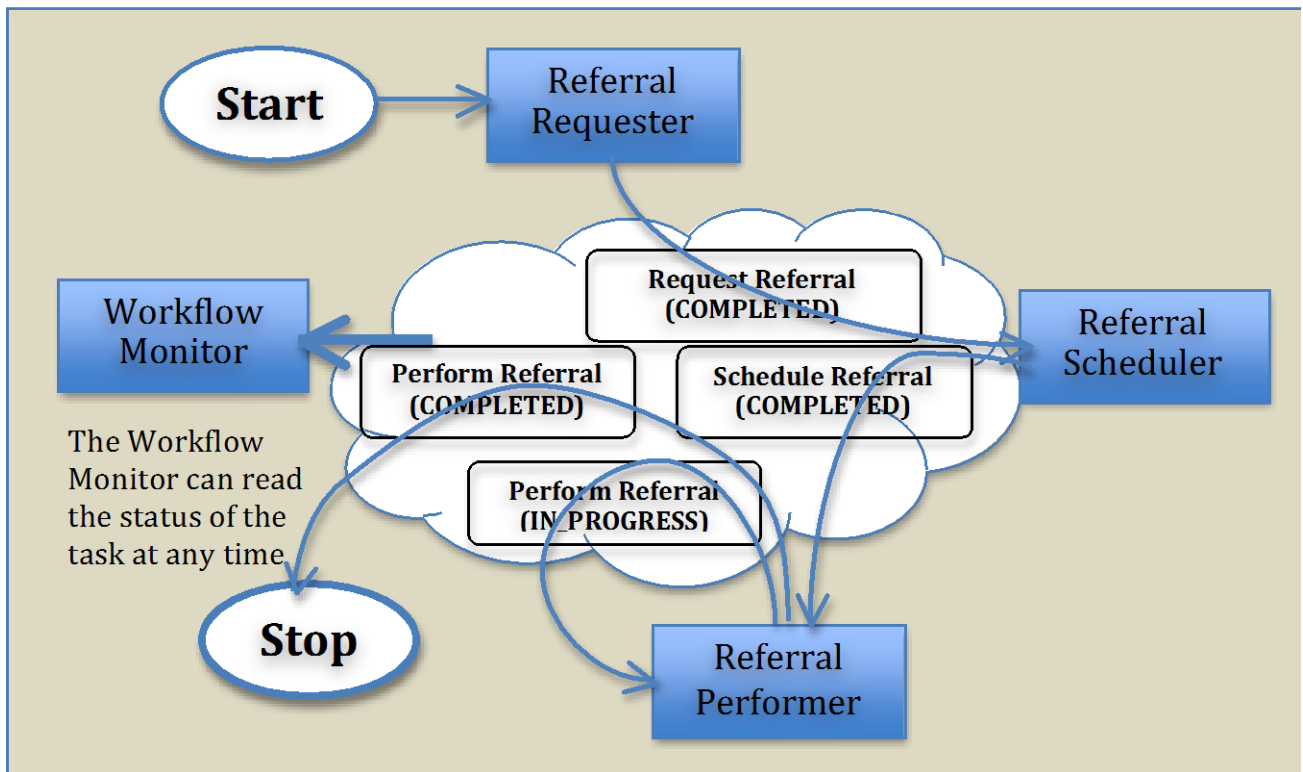 Start
Referral
Requester
Request Referral
(COMPLETED)
Workflow
Monitor
Referral
Scheduler
Perform Referral
(COMPLETED)
Schedule Referral
(COMPLETED)
The Workflow
Monitor can read
the status of the
task at any time
Perform Referral
(IN_PROGRESS)
Stop
Referral
Performer